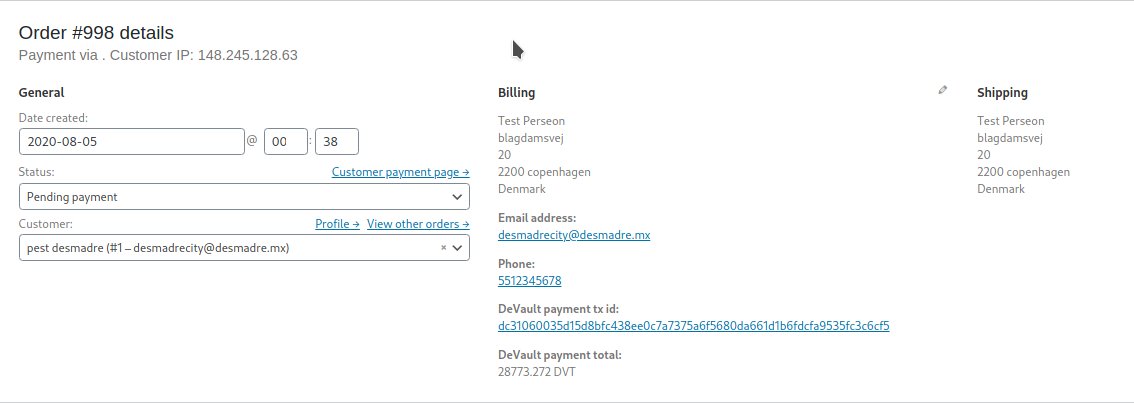 Order #998 details
Payment via . Customer IP: 148.245.128.63
General
Date created:
2020-08-05 @ 00 : 38
Status: Customer payment page →
Pending payment
Customer: Profile → View other orders →
pest desmadre (#1 – desmadrecity@desmadre.mx) ×
Billing
Test Perseon
blagdamsvej
20
2200 copenhagen
Denmark
Email address:
desmadrecity@desmadre.mx
Phone:
5512345678
DeVault payment tx id:
dc31060035d15d8bfc438ee0c7a7375a6f5680da661d1b6fdcfa9535fc3c6cf5
DeVault payment total:
28773.272 DVT
Shipping
Test Perseon
blagdamsvej
20
2200 copenhagen
Denmark